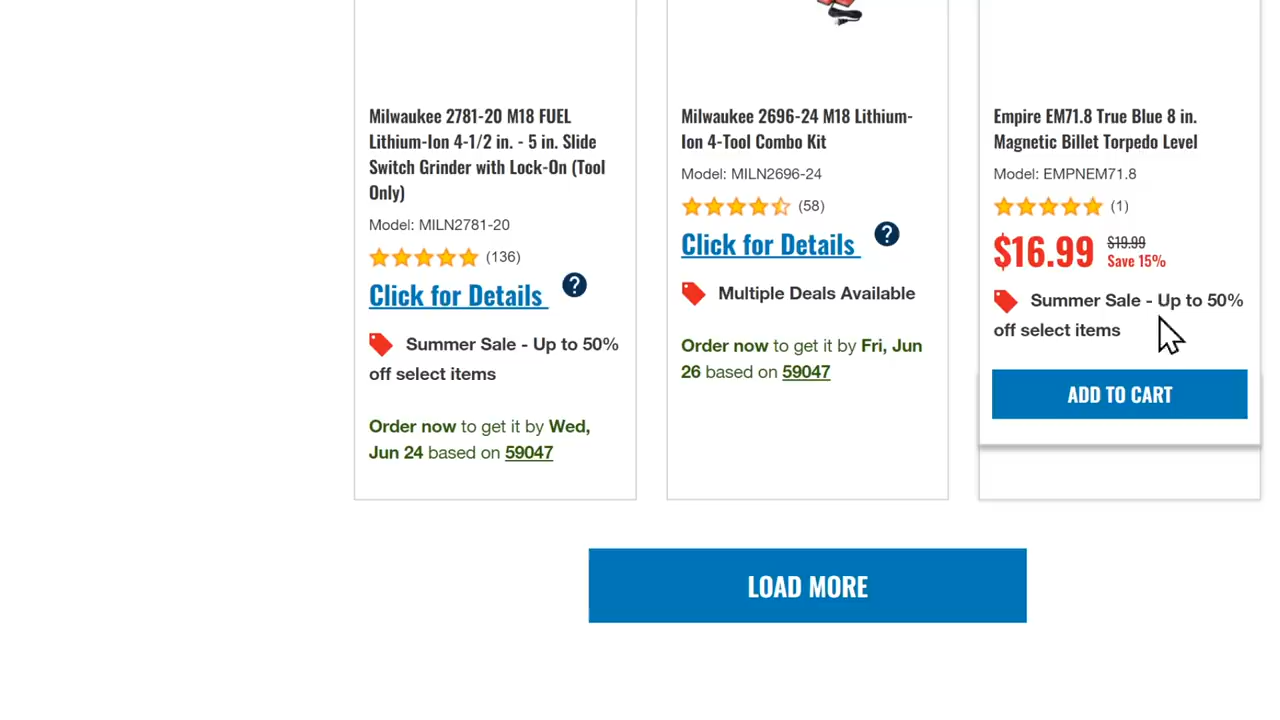 Milwaukee 2781-20 M18 FUEL
Lithium-Ion 4-1/2 in. - 5 in. Slide
Switch Grinder with Lock-On (Tool
Only)
Model: MILN2781-20
(136)
Click for Details
?
Summer Sale - Up to 50%
off select items
Order now to get it by Wed,
Jun 24 based on 59047
Milwaukee 2696-24 M18 Lithium-
Ion 4-Tool Combo Kit
Model: MILN2696-24
(58)
Click for Details
?
Multiple Deals Available
Order now to get it by Fri, Jun
26 based on 59047
Empire EM71.8 True Blue 8 in.
Magnetic Billet Torpedo Level
Model: EMPNEM71.8
(1)
$16.99
$19.99
Save 15%
Summer Sale - Up to 50%
off select items
ADD TO CART
LOAD MORE